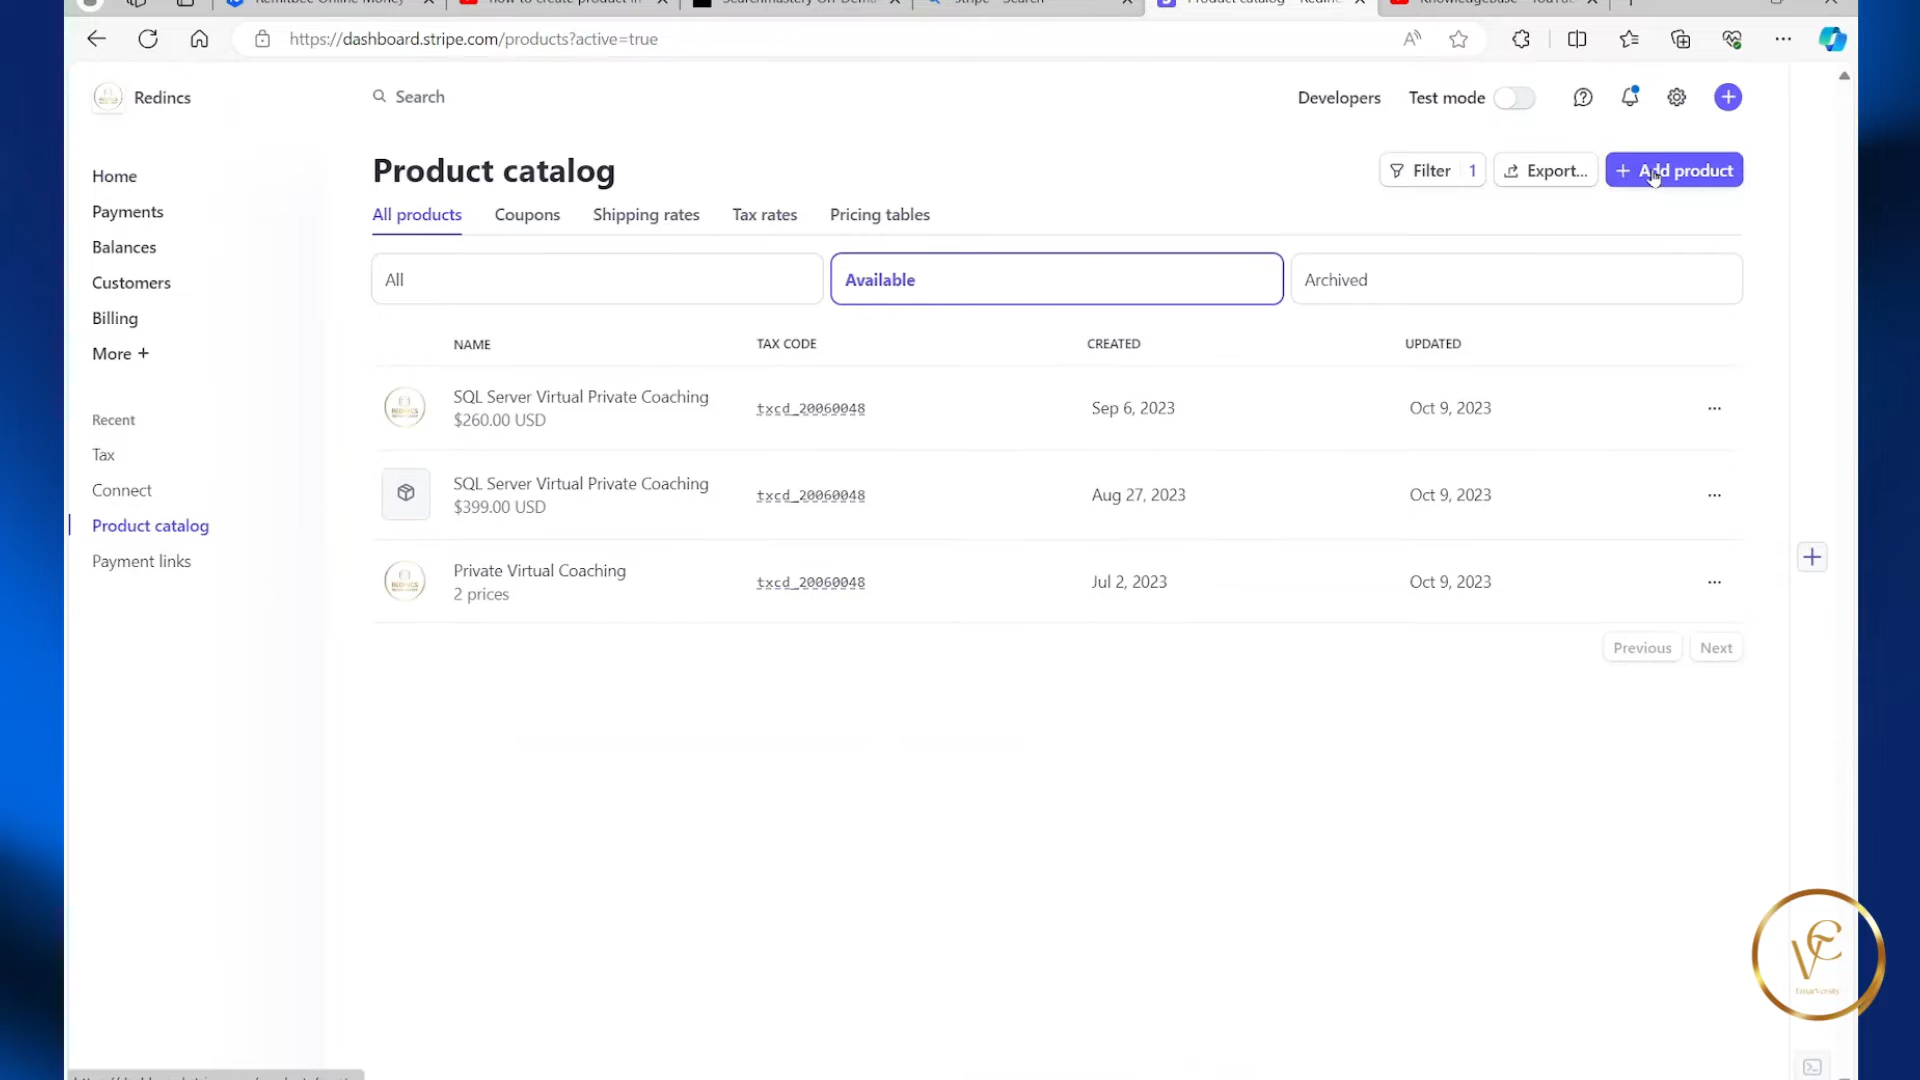 https://dashboard.stripe.com/products?active=true
Redincs
Search
Developers
Test mode
Home
Payments
Balances
Customers
Billing
More +
Recent
Tax
Connect
Product catalog
Payment links
Product catalog
Filter 1
Export...
+ Add product
All products
Coupons
Shipping rates
Tax rates
Pricing tables
All
Available
Archived
NAME TAX CODE CREATED UPDATED
SQL Server Virtual Private Coaching
$260.00 USD
txcd_20060048
Sep 6, 2023
Oct 9, 2023
SQL Server Virtual Private Coaching
$399.00 USD
txcd_20060048
Aug 27, 2023
Oct 9, 2023
Private Virtual Coaching
2 prices
txcd_20060048
Jul 2, 2023
Oct 9, 2023
Previous
Next